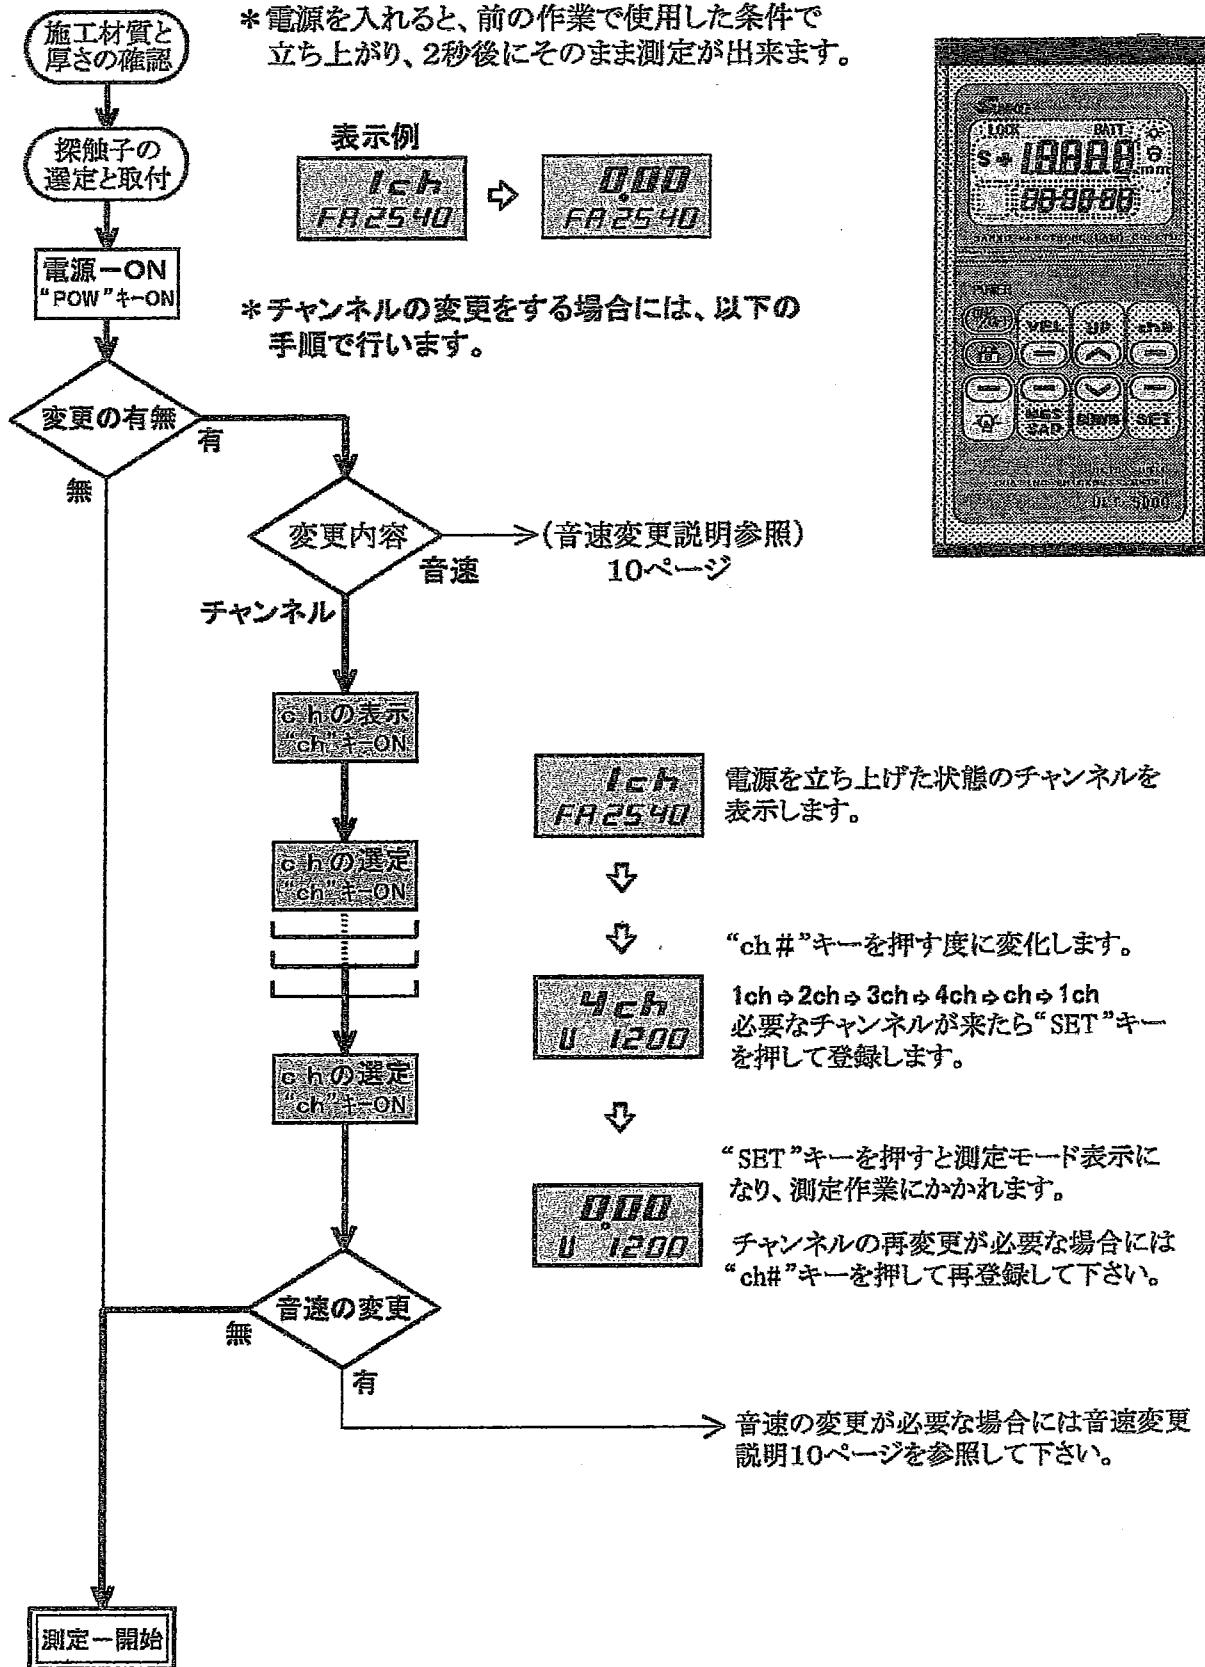 施工材質と
厚さの確認
探触子の
選定と取付
電源ーON
“POW”キーON
変更の有無
有
無
＊電源を入れると、前の作業で使用した条件で
立ち上がり、2秒後にそのまま測定が出来ます。
表示例
1ch
FA2540
0.00
FA2540
＊チャンネルの変更をする場合には、以下の
手順で行います。
LOCK BATT
S
mm
POWER
VEL UP ch#
DOWN SET
変更内容
音速
チャンネル
(音速変更説明参照)
10ページ
chの表示
“ch”キーON
chの選定
“ch”キーON
chの選定
“ch”キーON
1ch
FA2540
電源を立ち上げた状態のチャンネルを
表示します。
“ch＃”キーを押す度に変化します。
4ch
U 1200
1ch⇨2ch⇨3ch⇨4ch⇨ch⇨1ch
必要なチャンネルが来たら“SET”キー
を押して登録します。
“SET”キーを押すと測定モード表示に
なり、測定作業にかかれます。
0.00
U 1200
チャンネルの再変更が必要な場合には
“ch#”キーを押して再登録して下さい。
音速の変更
無
有
音速の変更が必要な場合には音速変更
説明10ページを参照して下さい。
測定ー開始